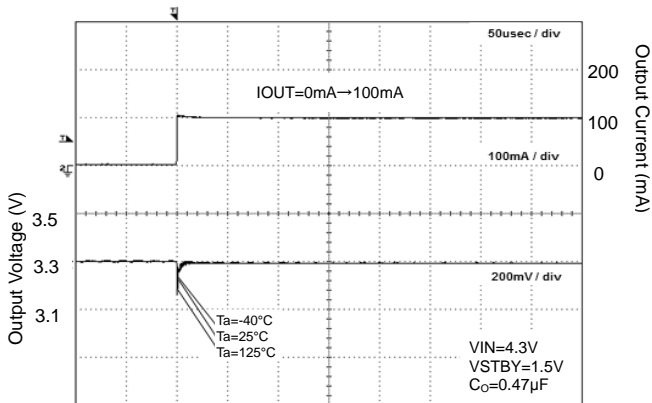 T
50usec / div
200
IOUT=0mA→100mA
100
100mA / div
0
Output Current (mA)
Output Voltage (V)
3.5
3.3
3.1
200mV / div
Ta=-40°C
Ta=25°C
Ta=125°C
VIN=4.3V
VSTBY=1.5V
CO=0.47µF